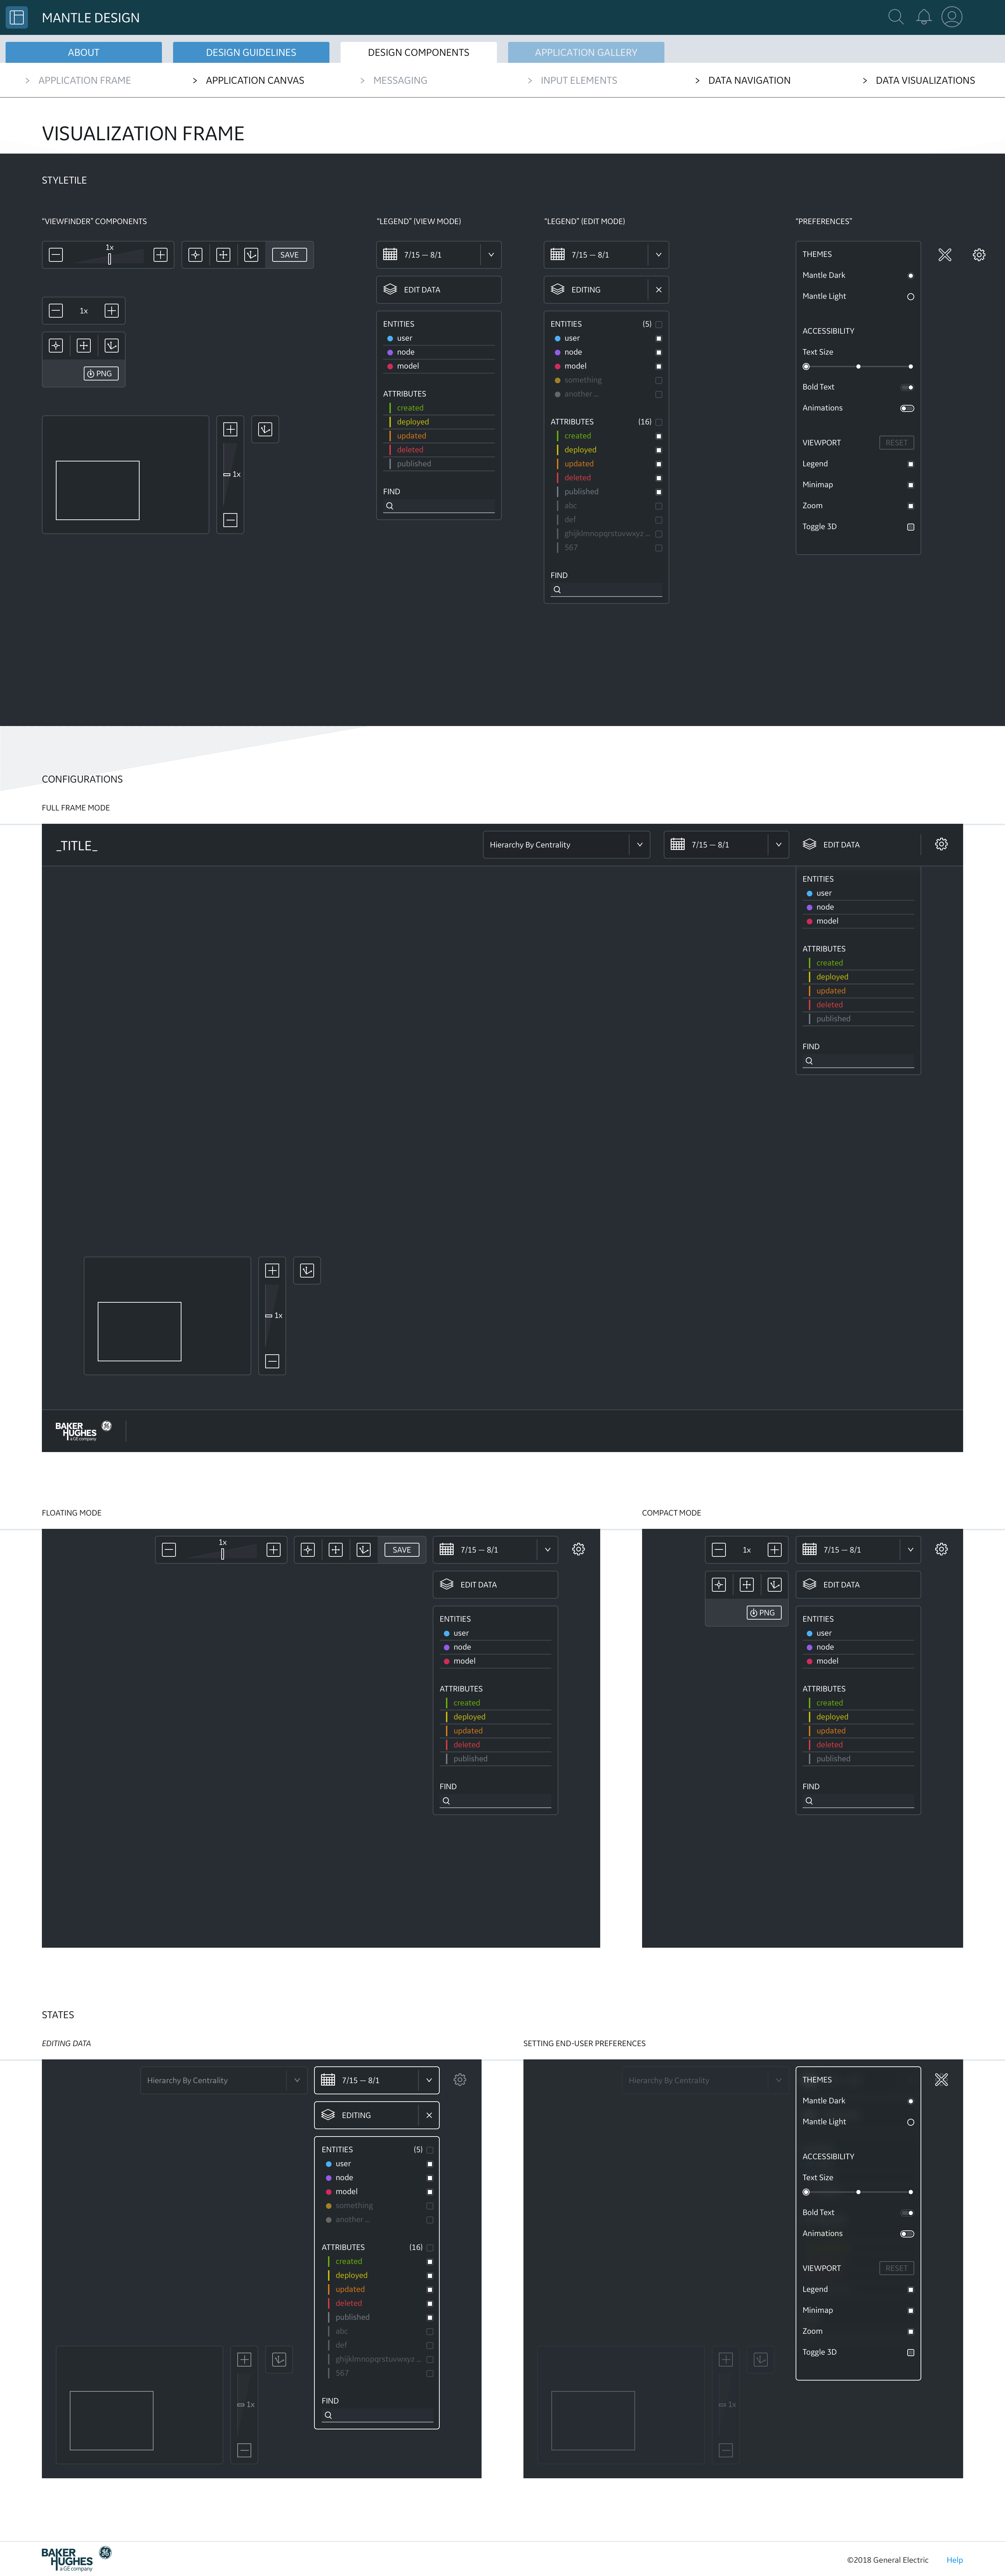 MANTLE DESIGN
ABOUT
DESIGN GUIDELINES
DESIGN COMPONENTS
APPLICATION GALLERY
> APPLICATION FRAME
> APPLICATION CANVAS
> MESSAGING
> INPUT ELEMENTS
> DATA NAVIGATION
> DATA VISUALIZATIONS
VISUALIZATION FRAME
STYLETILE
"VIEWFINDER" COMPONENTS
1x
SAVE
1x
PNG
1x
"LEGEND" (VIEW MODE)
7/15 — 8/1
EDIT DATA
ENTITIES
user
node
model
ATTRIBUTES
created
deployed
updated
deleted
published
FIND
"LEGEND" (EDIT MODE)
7/15 — 8/1
EDITING
ENTITIES (5)
user
node
model
something
another ...
ATTRIBUTES (16)
created
deployed
updated
deleted
published
abc
def
ghijklmnopqrstuvwxyz ...
567
FIND
"PREFERENCES"
THEMES
Mantle Dark
Mantle Light
ACCESSIBILITY
Text Size
Bold Text
Animations
VIEWPORT RESET
Legend
Minimap
Zoom
Toggle 3D
CONFIGURATIONS
FULL FRAME MODE
_TITLE_
Hierarchy By Centrality
7/15 — 8/1
EDIT DATA
ENTITIES
user
node
model
ATTRIBUTES
created
deployed
updated
deleted
published
FIND
1x
BAKER
HUGHES
a GE company
FLOATING MODE
1x
SAVE
7/15 — 8/1
EDIT DATA
ENTITIES
user
node
model
ATTRIBUTES
created
deployed
updated
deleted
published
FIND
COMPACT MODE
1x
7/15 — 8/1
PNG
EDIT DATA
ENTITIES
user
node
model
ATTRIBUTES
created
deployed
updated
deleted
published
FIND
STATES
EDITING DATA
Hierarchy By Centrality
7/15 — 8/1
EDITING
ENTITIES (5)
user
node
model
something
another ...
ATTRIBUTES (16)
created
deployed
updated
deleted
published
abc
def
ghijklmnopqrstuvwxyz ...
567
FIND
1x
SETTING END-USER PREFERENCES
Hierarchy By Centrality
THEMES
Mantle Dark
Mantle Light
ACCESSIBILITY
Text Size
Bold Text
Animations
VIEWPORT RESET
Legend
Minimap
Zoom
Toggle 3D
1x
BAKER
HUGHES
a GE company
©2018 General Electric
Help